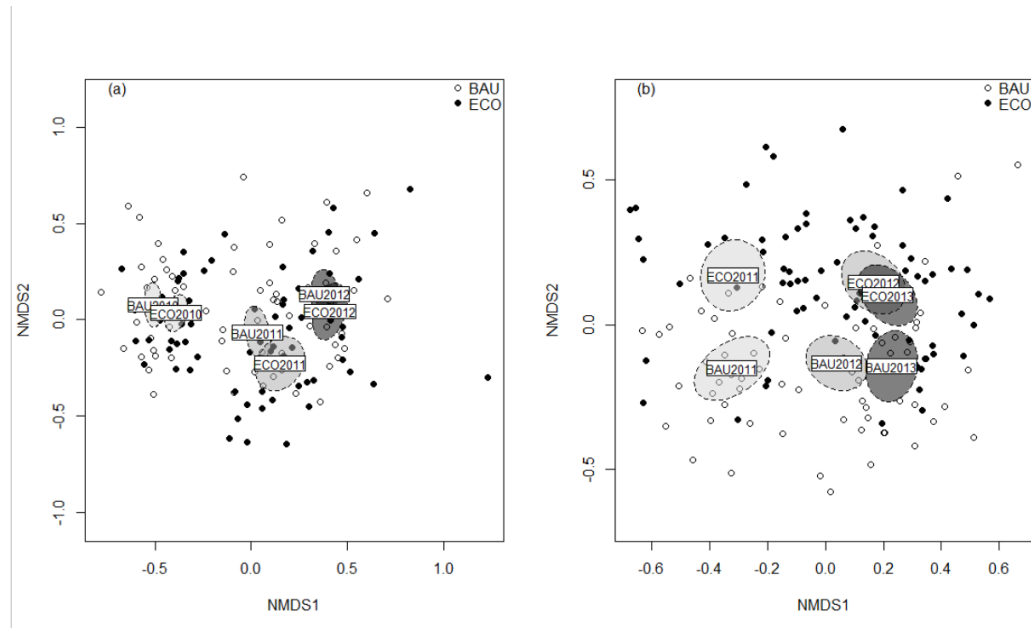 (a)
BAU
ECO
BAU2010
ECO2010
BAU2011
ECO2011
BAU2012
ECO2012
NMDS2
1.0
0.5
0.0
-0.5
-1.0
-0.5
0.0
0.5
1.0
NMDS1
(b)
BAU
ECO
ECO2011
ECO2012
ECO2013
BAU2011
BAU2012
BAU2013
NMDS2
0.5
0.0
-0.5
-0.6
-0.4
-0.2
0.0
0.2
0.4
0.6
NMDS1